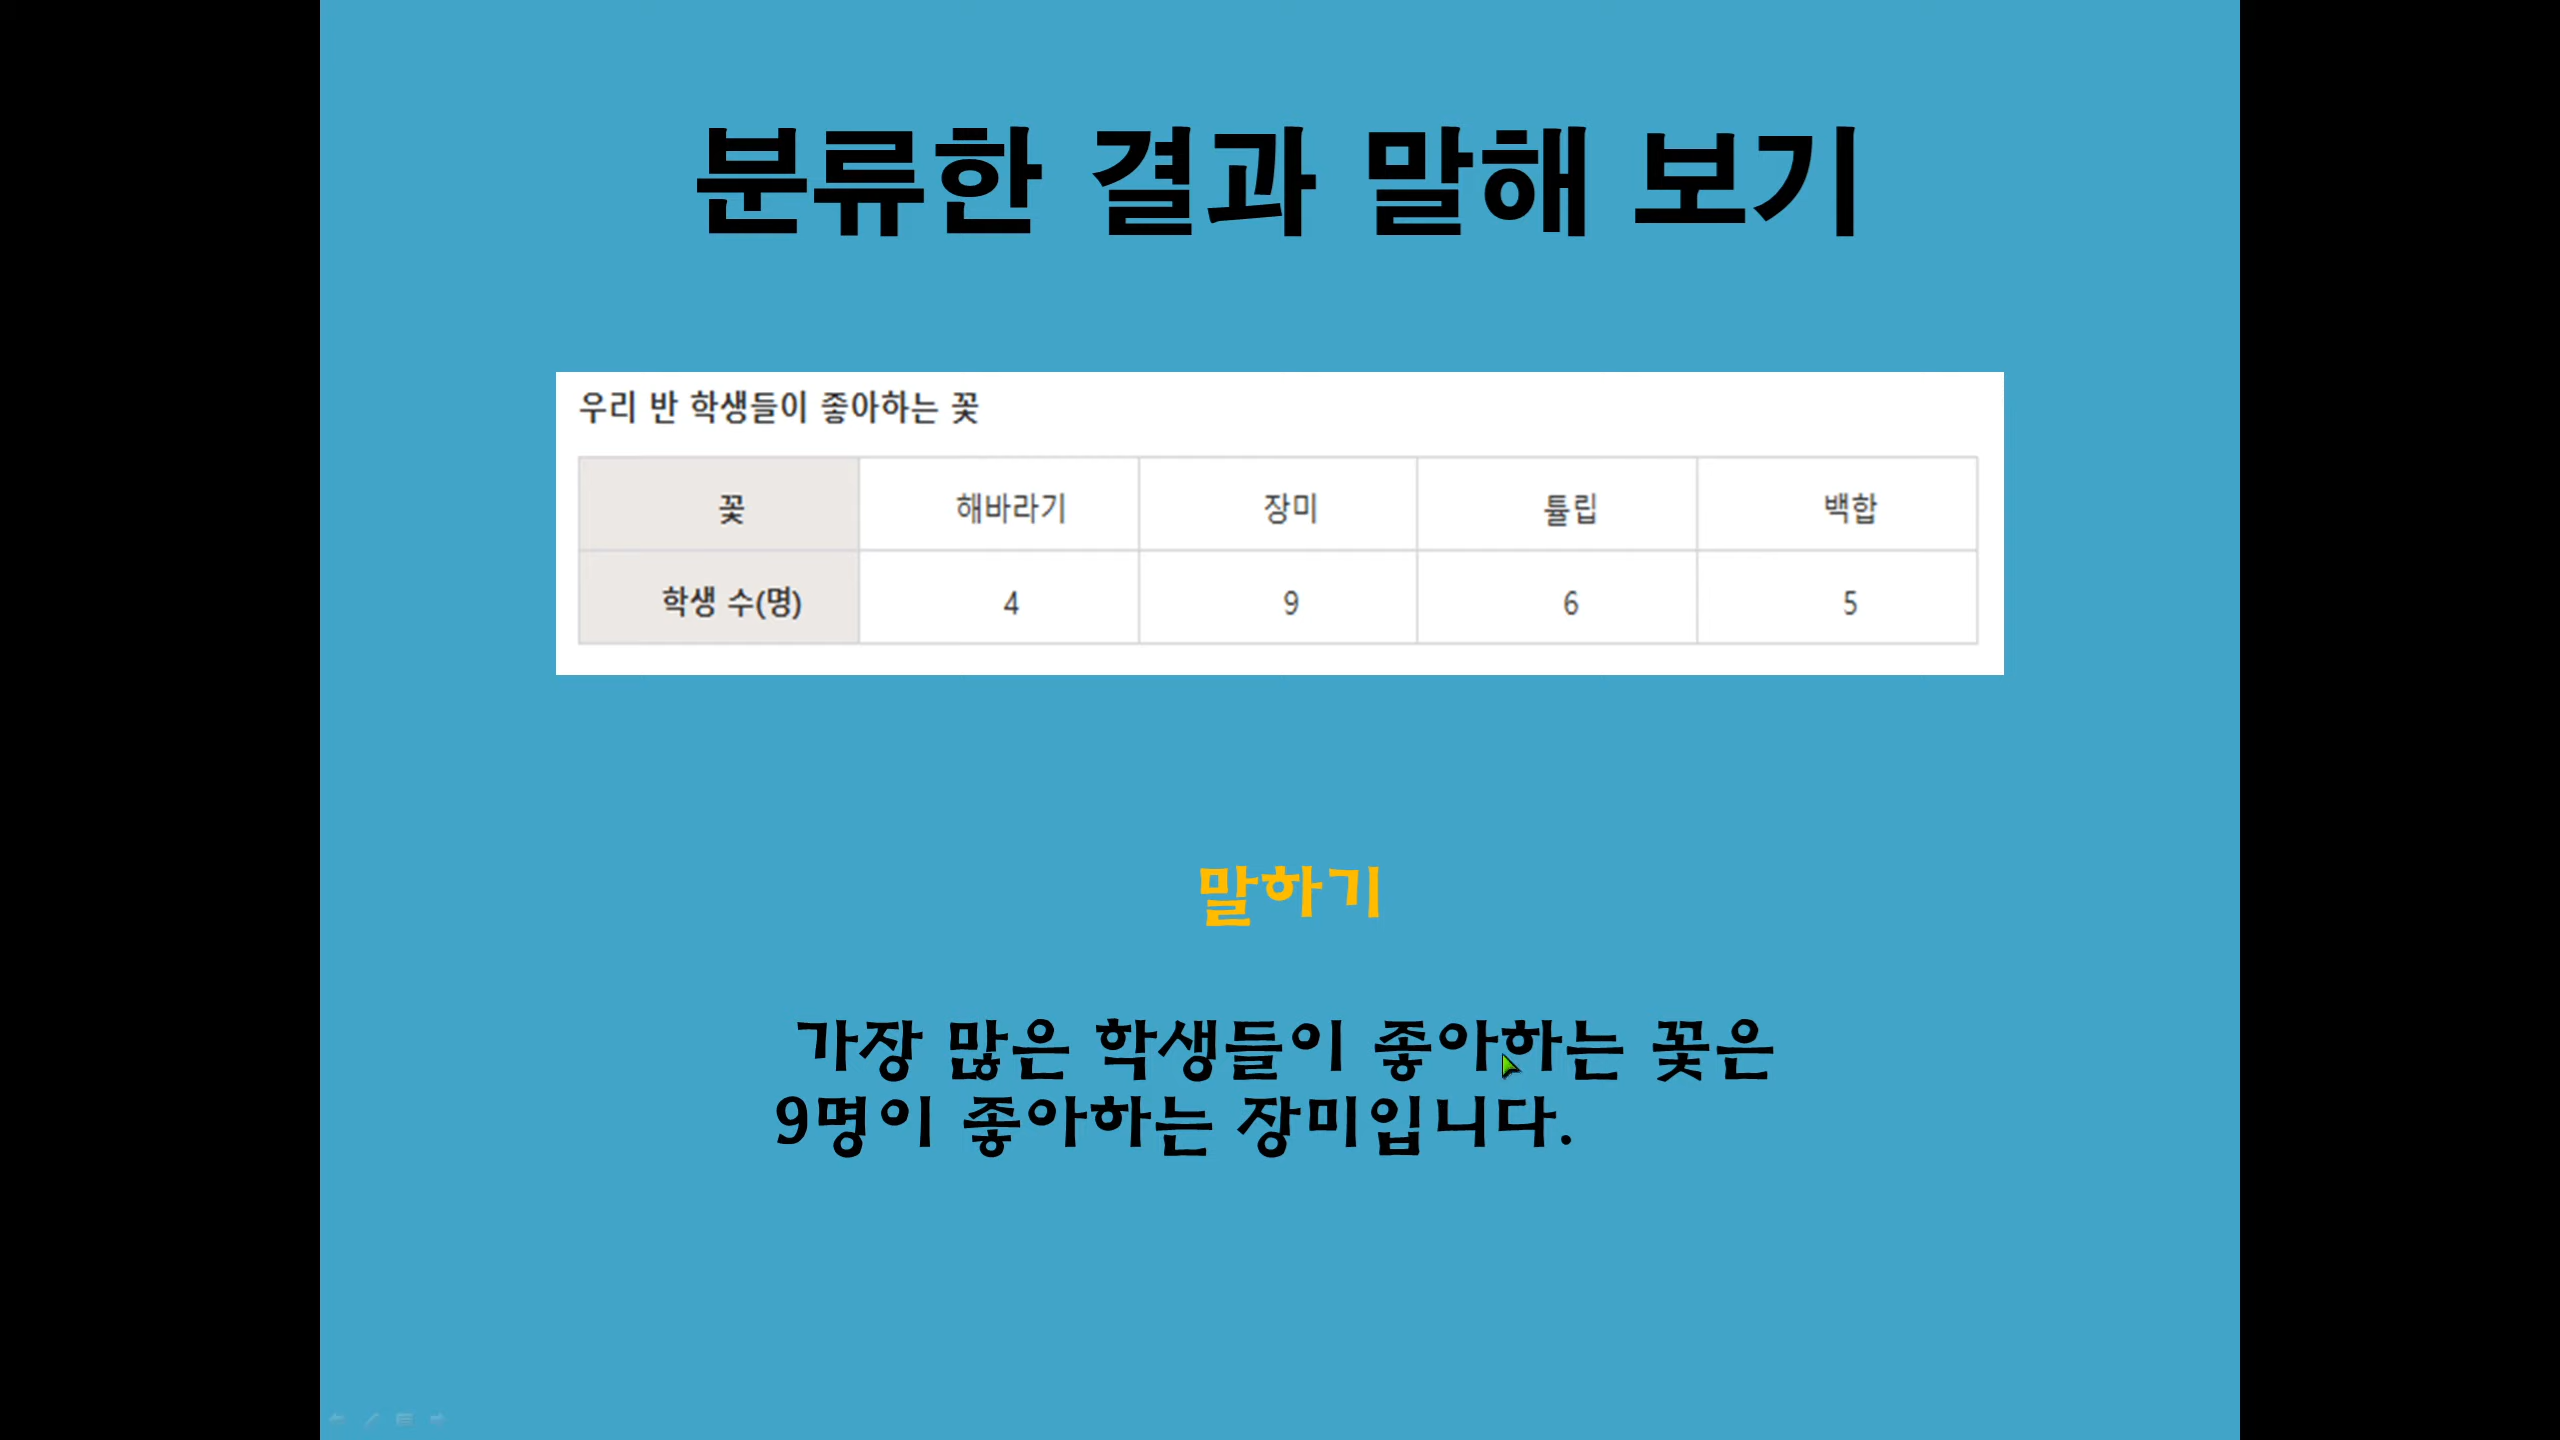 분류한 결과 말해 보기
우리 반 학생들이 좋아하는 꽃
꽃 해바라기 장미 튤립 백합
학생 수(명) 4 9 6 5
말하기
가장 많은 학생들이 좋아하는 꽃은
9명이 좋아하는 장미입니다.